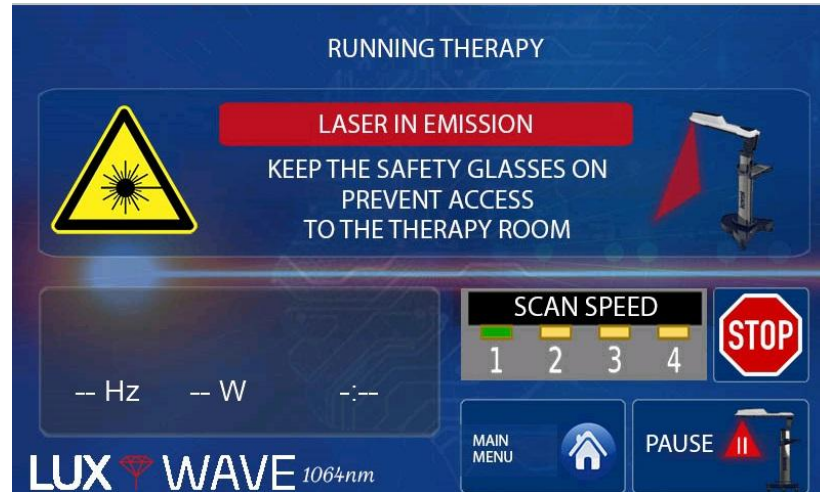 RUNNING THERAPY
LASER IN EMISSION
KEEP THE SAFETY GLASSES ON
PREVENT ACCESS
TO THE THERAPY ROOM
SCAN SPEED
1 2 3 4
STOP
-- Hz -- W -:--
MAIN
MENU
PAUSE
LUX WAVE 1064nm